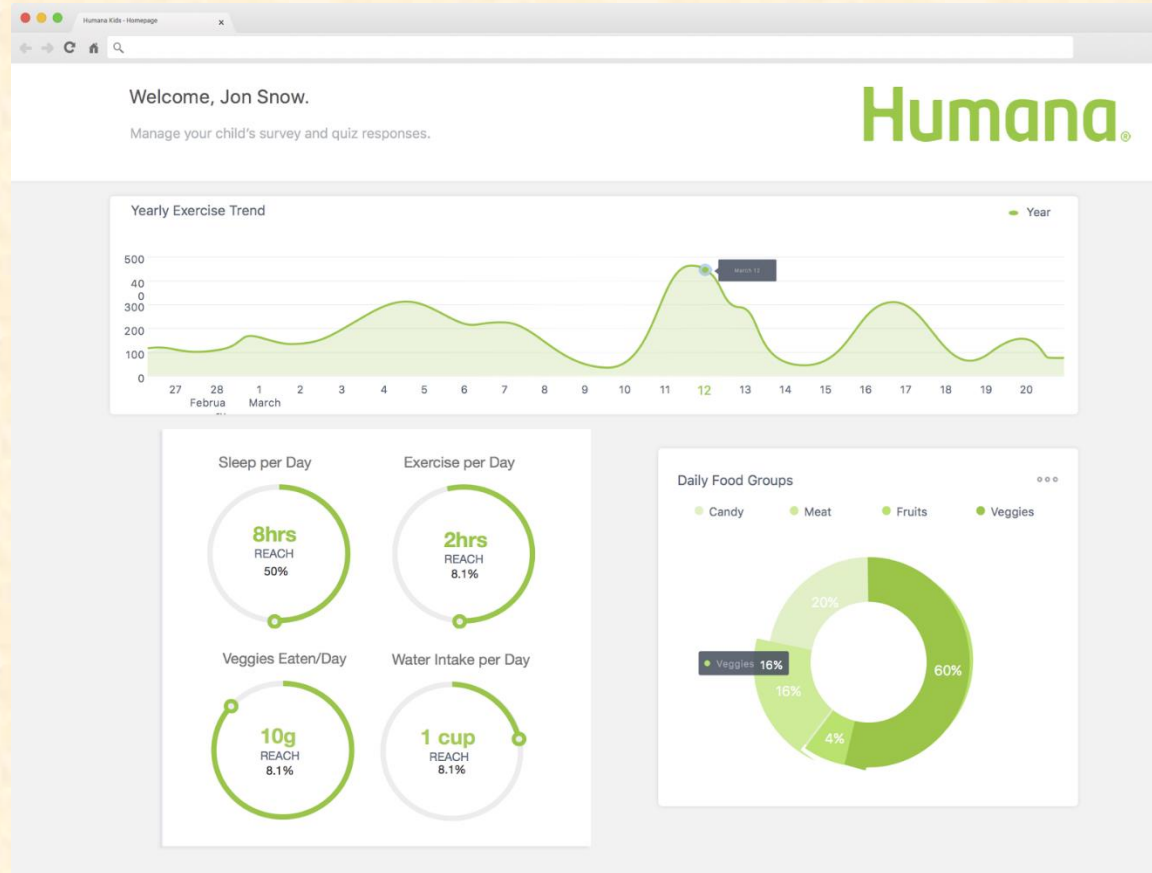 Humana Kids - Homepage x
Welcome, Jon Snow.
Manage your child's survey and quiz responses.
Humana®
Yearly Exercise Trend
Year
500
40
0
300
200
100
0
March 12
27 28 1 2 3 4 5 6 7 8 9 10 11 12 13 14 15 16 17 18 19 20
Februa March
Sleep per Day
8hrs
REACH
50%
Exercise per Day
2hrs
REACH
8.1%
Veggies Eaten/Day
10g
REACH
8.1%
Water Intake per Day
1 cup
REACH
8.1%
Daily Food Groups
Candy Meat Fruits Veggies
20%
Veggies 16%
16%
4%
60%